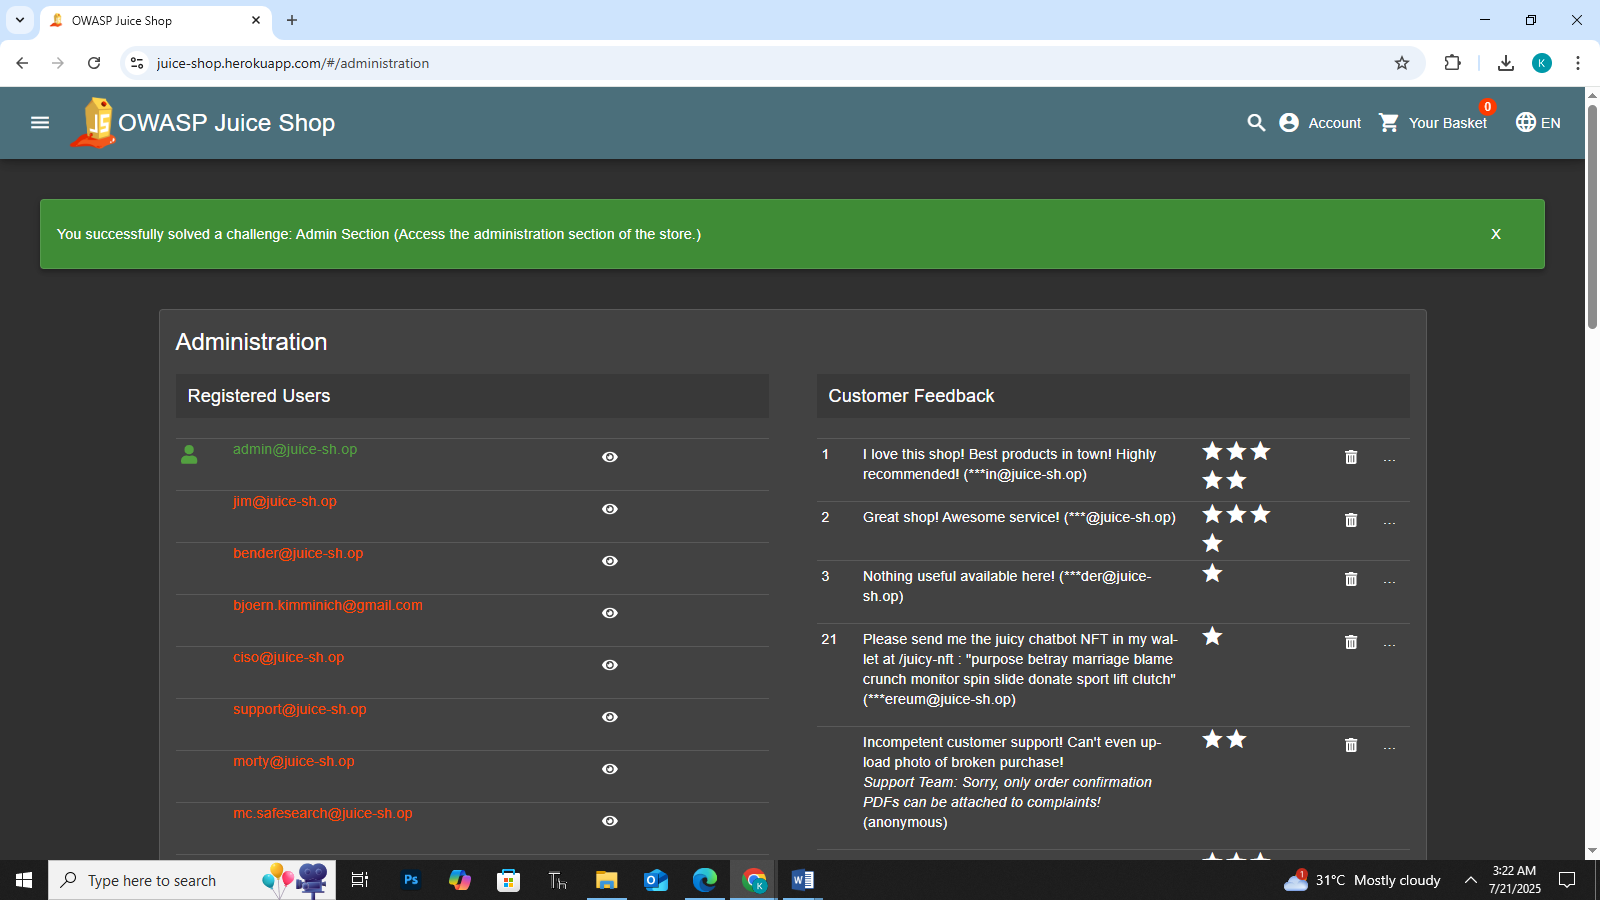 OWASP Juice Shop
juice-shop.herokuapp.com/#/administration
K
OWASP Juice Shop
Account
Your Basket
0
EN
You successfully solved a challenge: Admin Section (Access the administration section of the store.)
X
Administration
Registered Users
admin@juice-sh.op
jim@juice-sh.op
bender@juice-sh.op
bjoern.kimminich@gmail.com
ciso@juice-sh.op
support@juice-sh.op
morty@juice-sh.op
mc.safesearch@juice-sh.op
Customer Feedback
1
I love this shop! Best products in town! Highly
recommended! (***in@juice-sh.op)
...
2
Great shop! Awesome service! (***@juice-sh.op)
...
3
Nothing useful available here! (***der@juice-
sh.op)
...
21
Please send me the juicy chatbot NFT in my wal-
let at /juicy-nft : "purpose betray marriage blame
crunch monitor spin slide donate sport lift clutch"
(***ereum@juice-sh.op)
...
Incompetent customer support! Can't even up-
load photo of broken purchase!
Support Team: Sorry, only order confirmation
PDFs can be attached to complaints!
(anonymous)
...
Type here to search
Ps
1
31°C Mostly cloudy
3:22 AM
7/21/2025